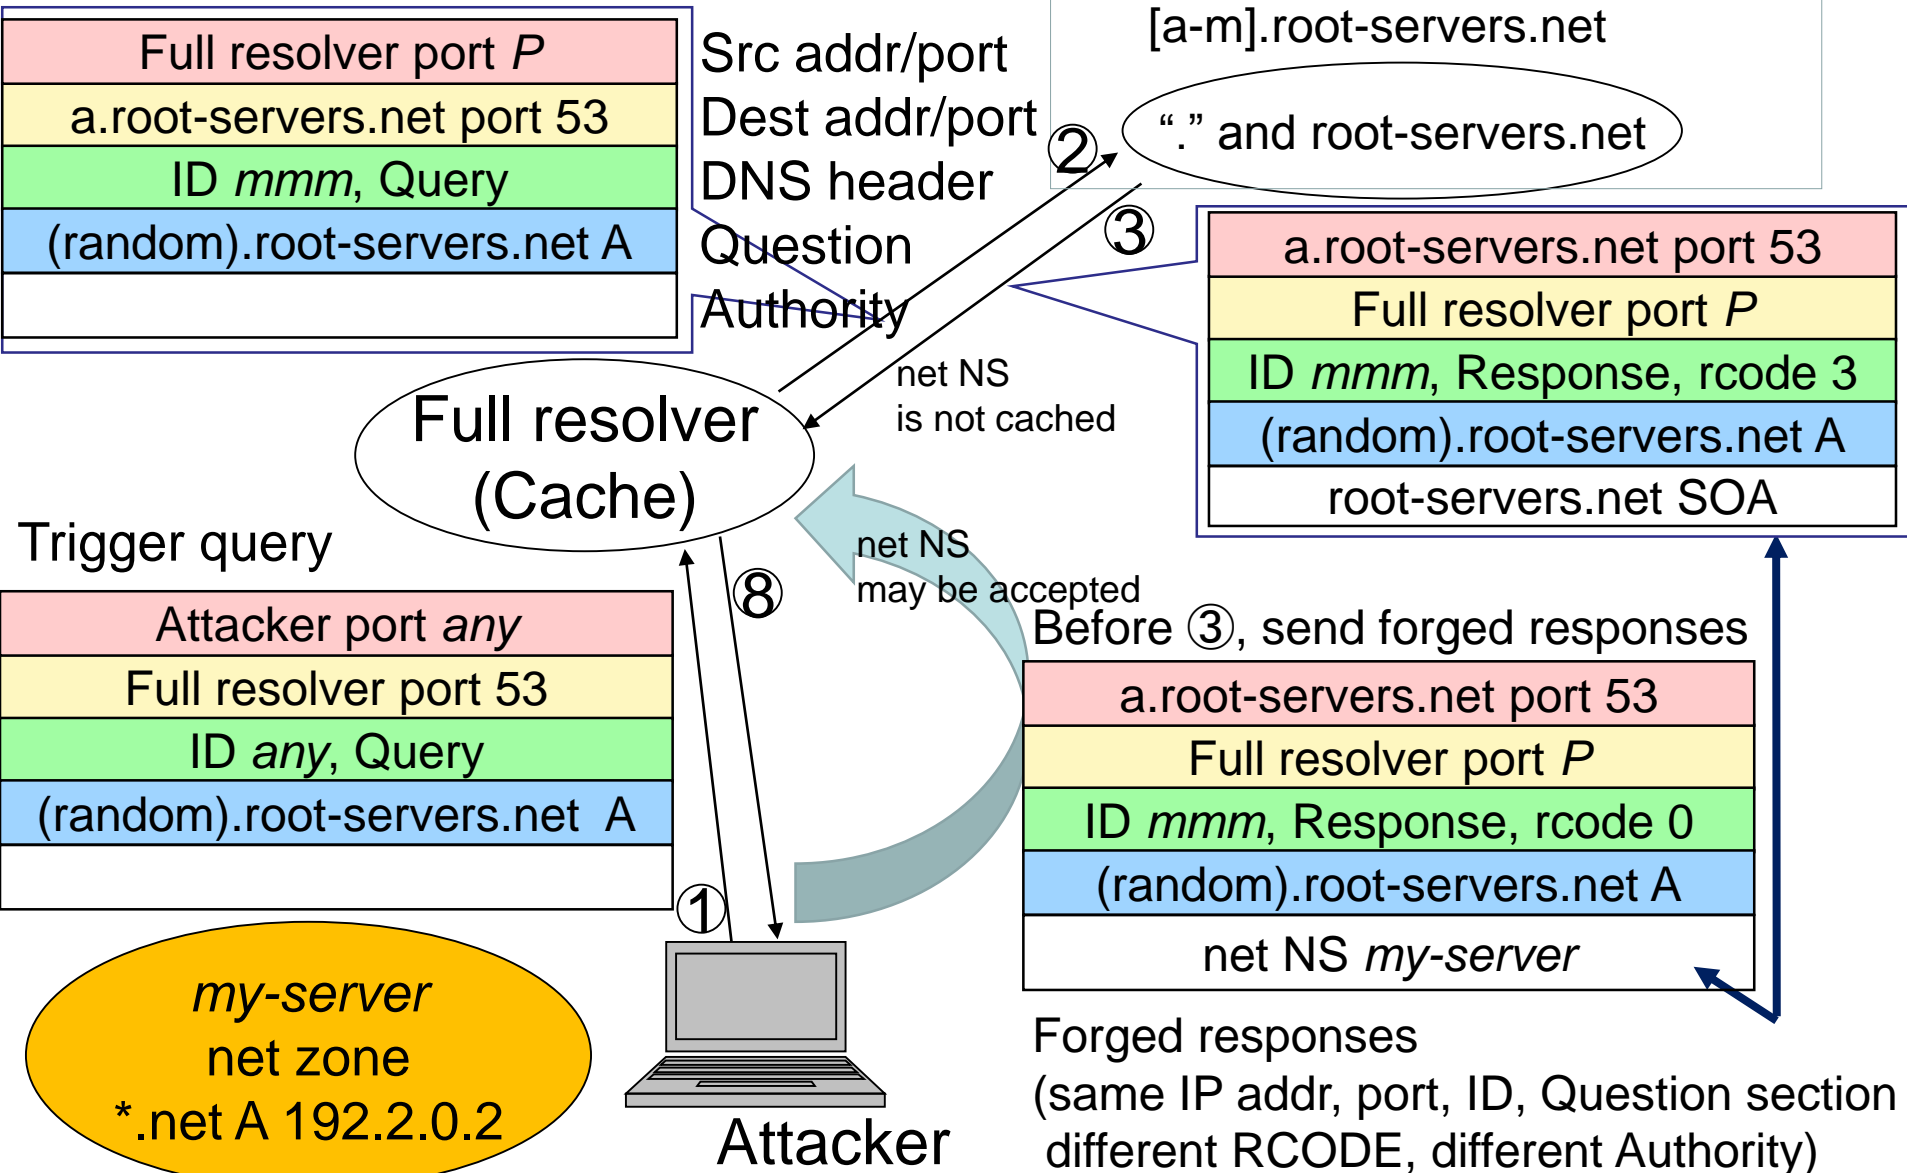 Full resolver port P
a.root-servers.net port 53
ID mmm, Query
(random).root-servers.net A
Src addr/port
Dest addr/port
DNS header
Question
Authority
[a-m].root-servers.net
“.” and root-servers.net
②
③
a.root-servers.net port 53
Full resolver port P
ID mmm, Response, rcode 3
(random).root-servers.net A
root-servers.net SOA
net NS
is not cached
Full resolver
(Cache)
net NS
may be accepted
Trigger query
Attacker port any
Full resolver port 53
ID any, Query
(random).root-servers.net A
⑧
①
Before ③, send forged responses
a.root-servers.net port 53
Full resolver port P
ID mmm, Response, rcode 0
(random).root-servers.net A
net NS my-server
my-server
net zone
*.net A 192.2.0.2
Attacker
Forged responses
(same IP addr, port, ID, Question section
different RCODE, different Authority)